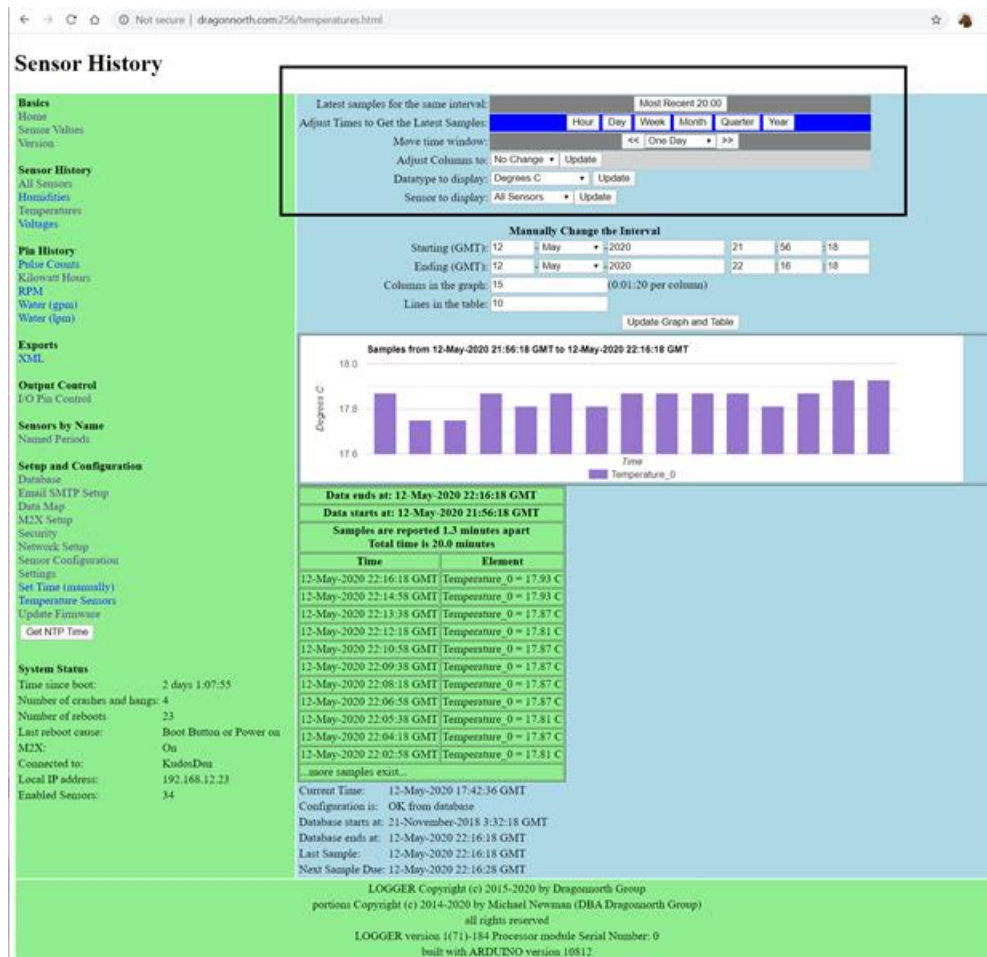 Not secure | dragonnorth.com:256/temperatures.html
Sensor History
Basics
Home
Sensor Values
Version
Sensor History
All Sensors
Humidities
Temperatures
Voltages
Pin History
Pulse Counts
Kilowatt Hours
RPM
Water (gpm)
Water (lpm)
Exports
XML
Output Control
I/O Pin Control
Sensors by Name
Named Periods
Setup and Configuration
Database
Email SMTP Setup
Data Map
M2X Setup
Security
Network Setup
Sensor Configuration
Settings
Set Time (manually)
Temperature Sensors
Update Firmware
Get NTP Time
System Status
Time since boot: 2 days 1:07:55
Number of crashes and hangs: 4
Number of reboots 23
Last reboot cause: Boot Button or Power on
M2X: On
Connected to: KudosDen
Local IP address: 192.168.12.23
Enabled Sensors: 34
Latest samples for the same interval: Most Recent 20:00
Adjust Times to Get the Latest Samples: Hour Day Week Month Quarter Year
Move time window: << One Day >>
Adjust Columns to: No Change Update
Datatype to display: Degrees C Update
Sensor to display: All Sensors Update
Manually Change the Interval
Starting (GMT): 12 - May - 2020 21 : 56 : 18
Ending (GMT): 12 - May - 2020 22 : 16 : 18
Columns in the graph: 15 (0:01:20 per column)
Lines in the table: 10
Update Graph and Table
Samples from 12-May-2020 21:56:18 GMT to 12-May-2020 22:16:18 GMT
18.0
17.8
17.6
Degrees C
Time
Temperature_0
Data ends at: 12-May-2020 22:16:18 GMT
Data starts at: 12-May-2020 21:56:18 GMT
Samples are reported 1.3 minutes apart
Total time is 20.0 minutes
Time Element
12-May-2020 22:16:18 GMT Temperature_0 = 17.93 C
12-May-2020 22:14:58 GMT Temperature_0 = 17.93 C
12-May-2020 22:13:38 GMT Temperature_0 = 17.87 C
12-May-2020 22:12:18 GMT Temperature_0 = 17.81 C
12-May-2020 22:10:58 GMT Temperature_0 = 17.87 C
12-May-2020 22:09:38 GMT Temperature_0 = 17.87 C
12-May-2020 22:08:18 GMT Temperature_0 = 17.87 C
12-May-2020 22:06:58 GMT Temperature_0 = 17.87 C
12-May-2020 22:05:38 GMT Temperature_0 = 17.81 C
12-May-2020 22:04:18 GMT Temperature_0 = 17.87 C
12-May-2020 22:02:58 GMT Temperature_0 = 17.81 C
...more samples exist...
Current Time: 12-May-2020 17:42:36 GMT
Configuration is: OK from database
Database starts at: 21-November-2018 3:32:18 GMT
Database ends at: 12-May-2020 22:16:18 GMT
Last Sample: 12-May-2020 22:16:18 GMT
Next Sample Due: 12-May-2020 22:16:28 GMT
LOGGER Copyright (c) 2015-2020 by Dragonnorth Group
portions Copyright (c) 2014-2020 by Michael Newman (DBA Dragonnorth Group)
all rights reserved
LOGGER version 1(71)-184 Processor module Serial Number: 0
built with ARDUINO version 10812